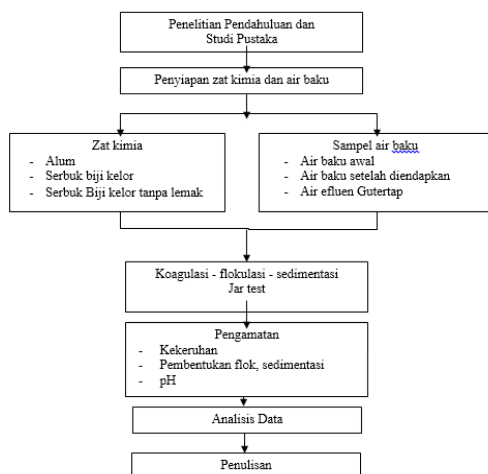 Penelitian Pendahuluan dan
Studi Pustaka
Penyiapan zat kimia dan air baku
Zat kimia
- Alum
- Serbuk biji kelor
- Serbuk Biji kelor tanpa lemak
Sampel air baku
- Air baku awal
- Air baku setelah diendapkan
- Air efluen Gutertap
Koagulasi - flokulasi - sedimentasi
Jar test
Pengamatan
- Kekeruhan
- Pembentukan flok, sedimentasi
- pH
Analisis Data
Penulisan